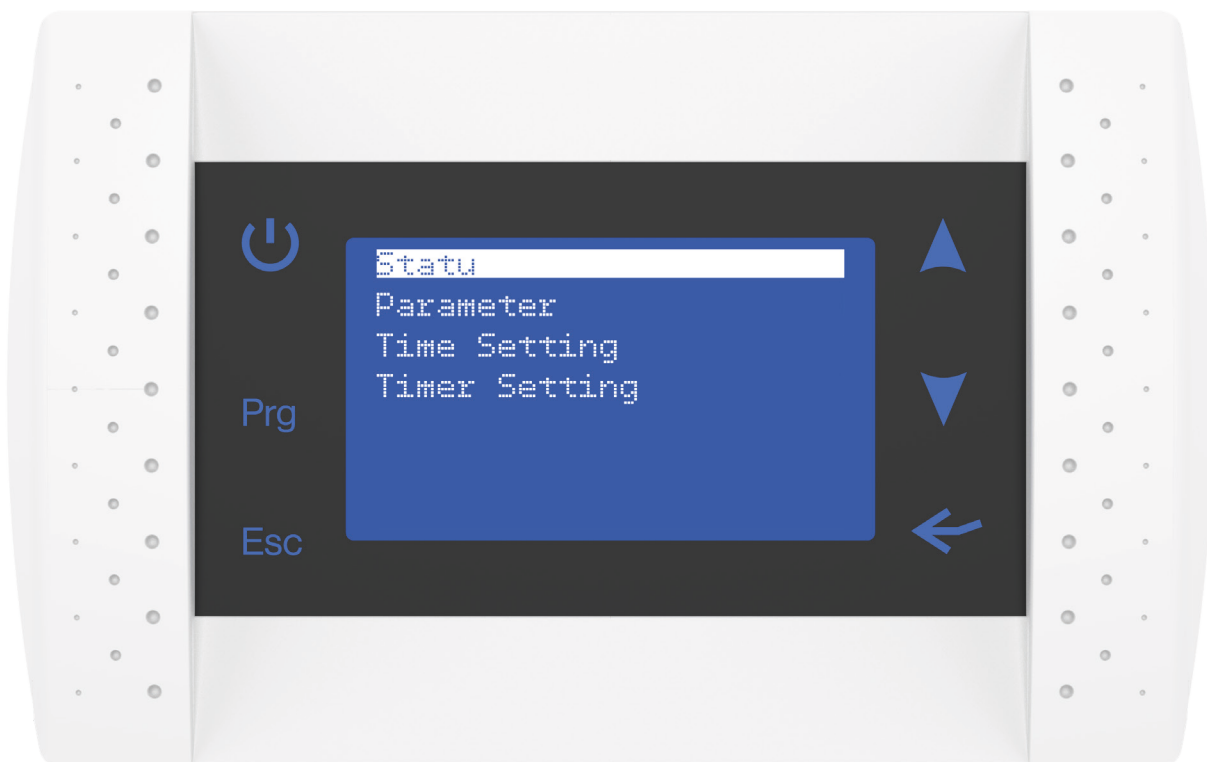 Statu
Parameter
Time Setting
Timer Setting
Prg
Esc